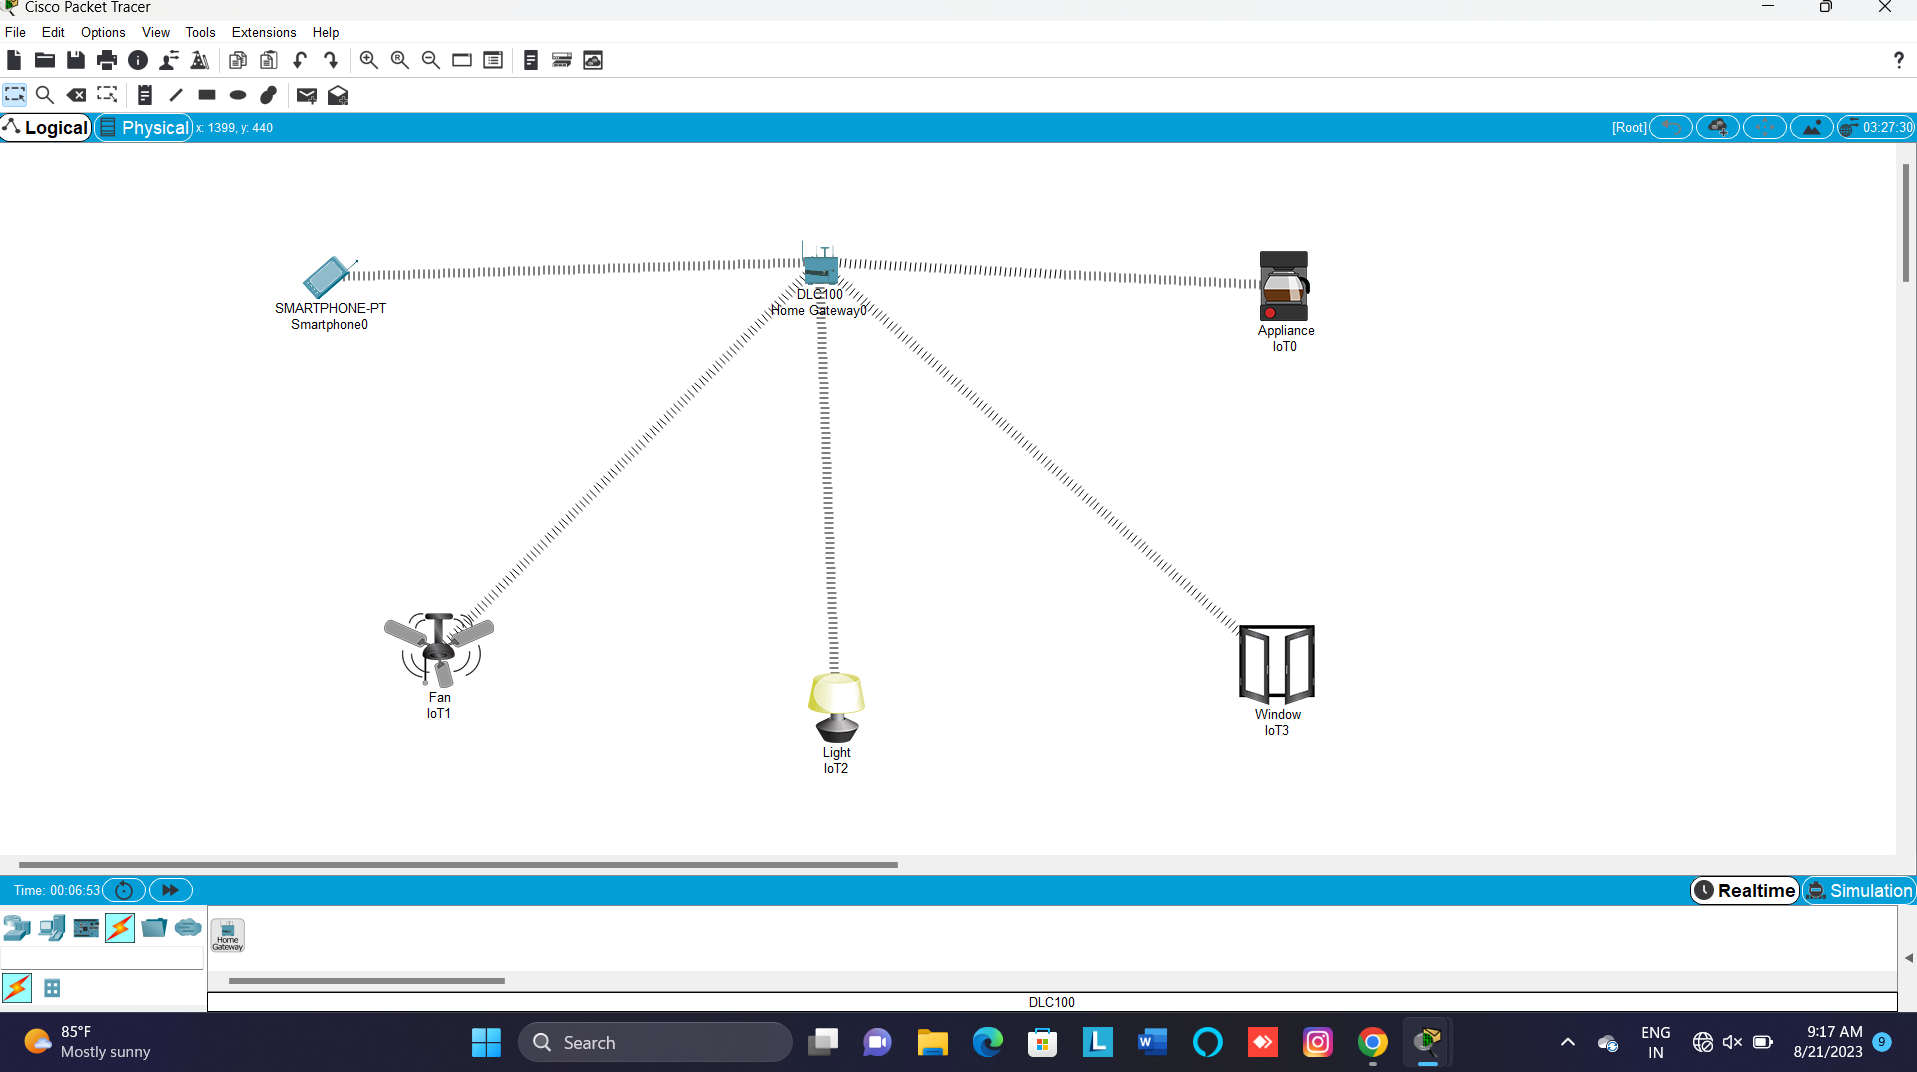 Cisco Packet Tracer
File Edit Options View Tools Extensions Help
?
Logical Physical x: 1399, y: 440 [Root] 03:27:30
SMARTPHONE-PT
Smartphone0
DLC100
Home Gateway0
Appliance
IoT0
Fan
IoT1
Light
IoT2
Window
IoT3
Time: 00:06:53 Realtime Simulation
Home
Gateway
DLC100
85°F
Mostly sunny
Search
L
W
ENG
IN
9:17 AM
8/21/2023
9